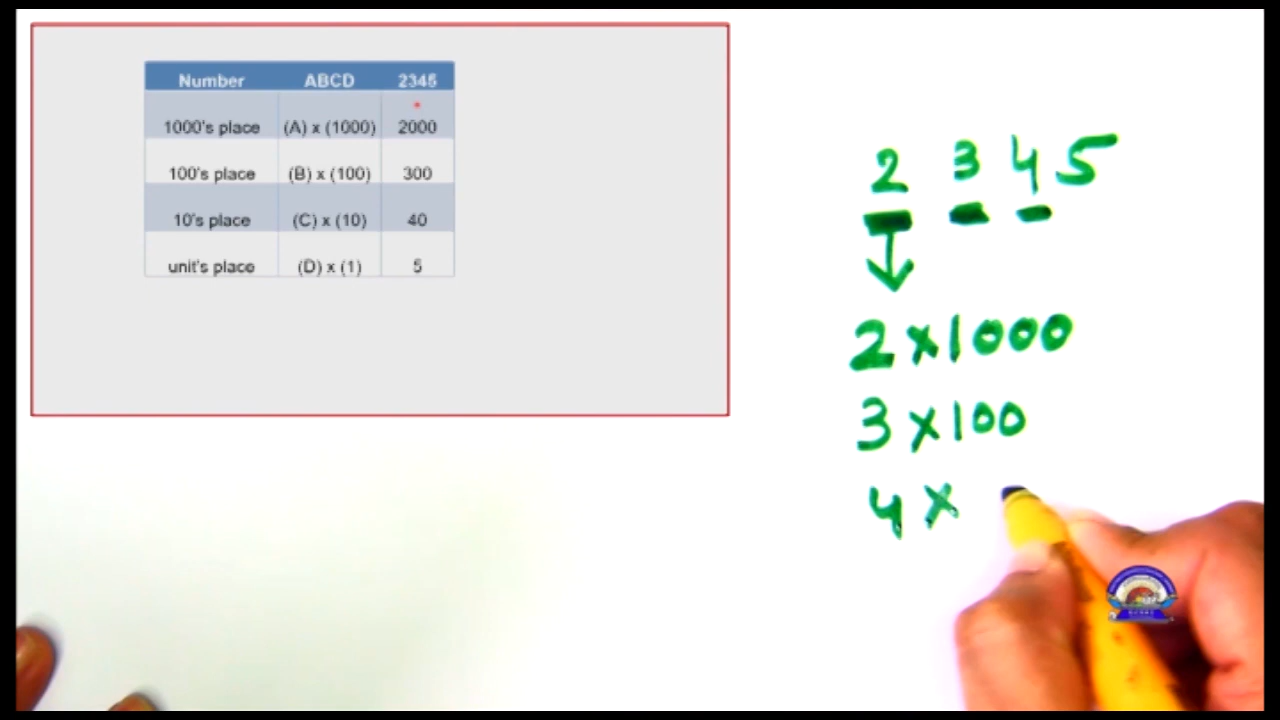 Number ABCD 2345
1000's place (A) x (1000) 2000
100's place (B) x (100) 300
10's place (C) x (10) 40
unit's place (D) x (1) 5
2 3 4 5
2 x 1000
3 x 100
4 x